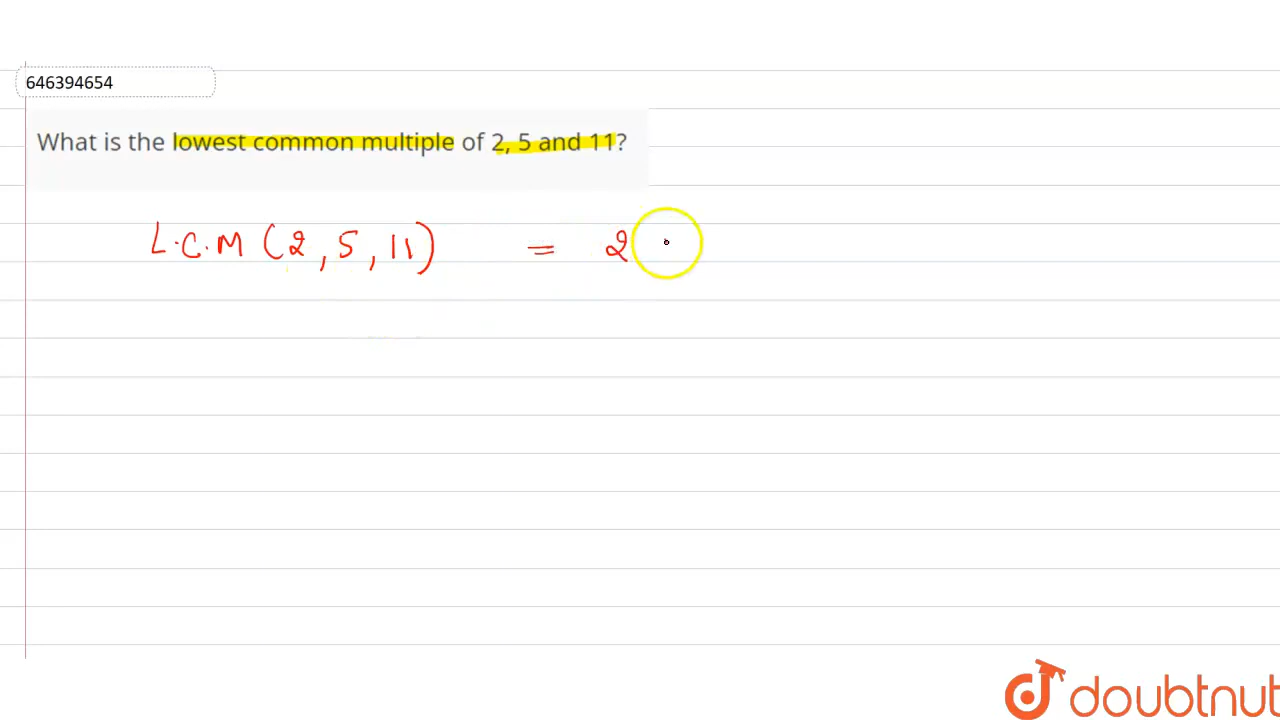 646394654
What is the lowest common multiple of 2, 5 and 11?
L.C.M (2, 5, 11) = 2
doubtnut